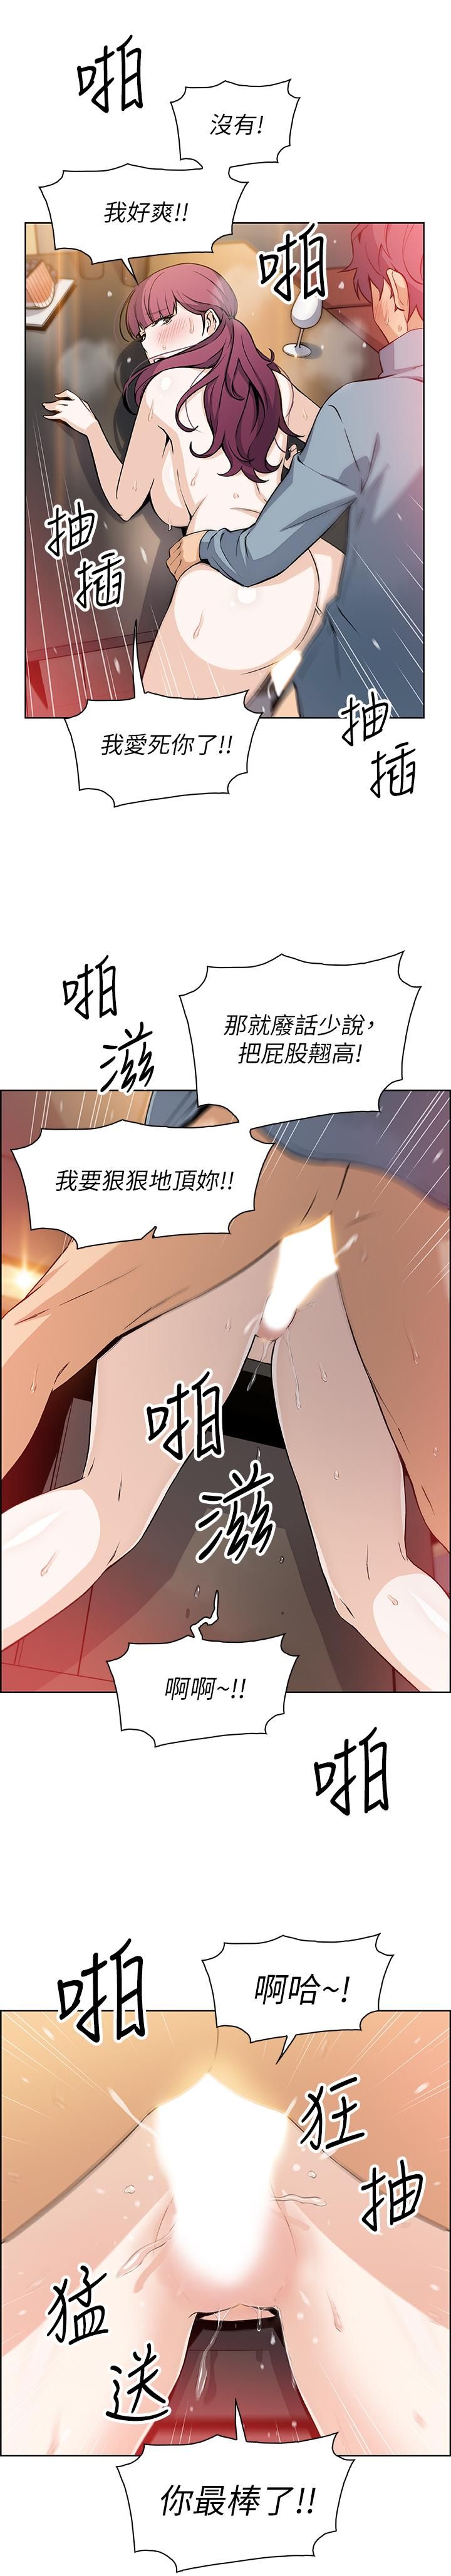 啪
沒有!
我好爽!!
啪
抽插
我愛死你了!!
抽插
啪
滋
那就廢話少說，
把屁股翹高!
我要狠狠地頂妳!!
啪
滋
啊啊~!!
啪
啪
啊哈~!
狂抽
猛送
你最棒了!!